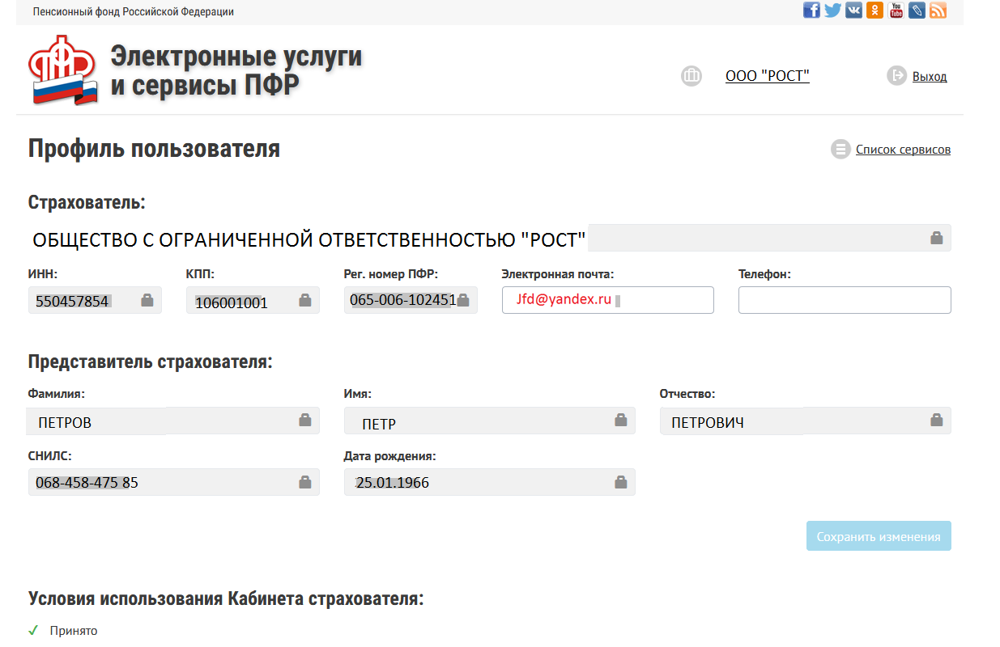 Пенсионный фонд Российской Федерации
You Tube
Электронные услуги
и сервисы ПФР
ООО "РОСТ"
Выход
Профиль пользователя
Список сервисов
Страхователь:
ОБЩЕСТВО С ОГРАНИЧЕННОЙ ОТВЕТСТВЕННОСТЬЮ "РОСТ"
ИНН: КПП: Рег. номер ПФР: Электронная почта: Телефон:
550457854 106001001 065-006-102451 Jfd@yandex.ru
Представитель страхователя:
Фамилия: Имя: Отчество:
ПЕТРОВ ПЕТР ПЕТРОВИЧ
СНИЛС: Дата рождения:
068-458-475 85 25.01.1966
Сохранить изменения
Условия использования Кабинета страхователя:
Принято